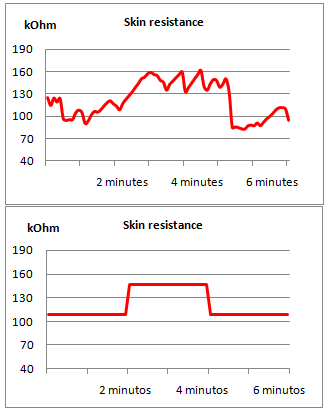 Skin resistance
kOhm
190
160
130
100
70
40
2 minutes 4 minutes 6 minutes
Skin resistance
kOhm
190
160
130
100
70
40
2 minutos 4 minutos 6 minutos